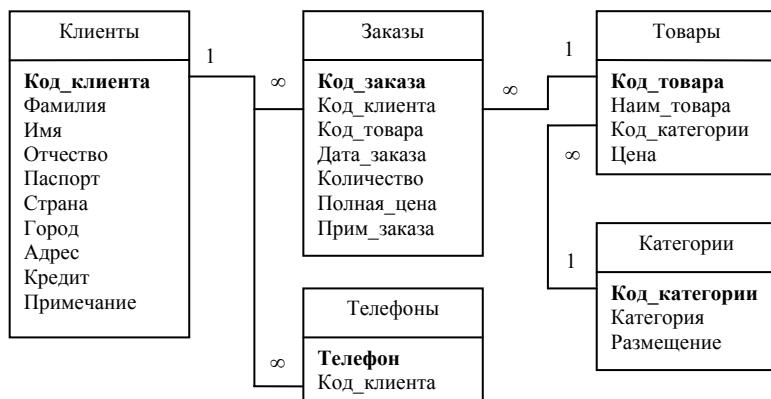 Клиенты
Код_клиента
Фамилия
Имя
Отчество
Паспорт
Страна
Город
Адрес
Кредит
Примечание
1
∞
∞
Заказы
Код_заказа
Код_клиента
Код_товара
Дата_заказа
Количество
Полная_цена
Прим_заказа
Телефоны
Телефон
Код_клиента
∞
1
Товары
Код_товара
Наим_товара
Код_категории
Цена
∞
1
Категории
Код_категории
Категория
Размещение